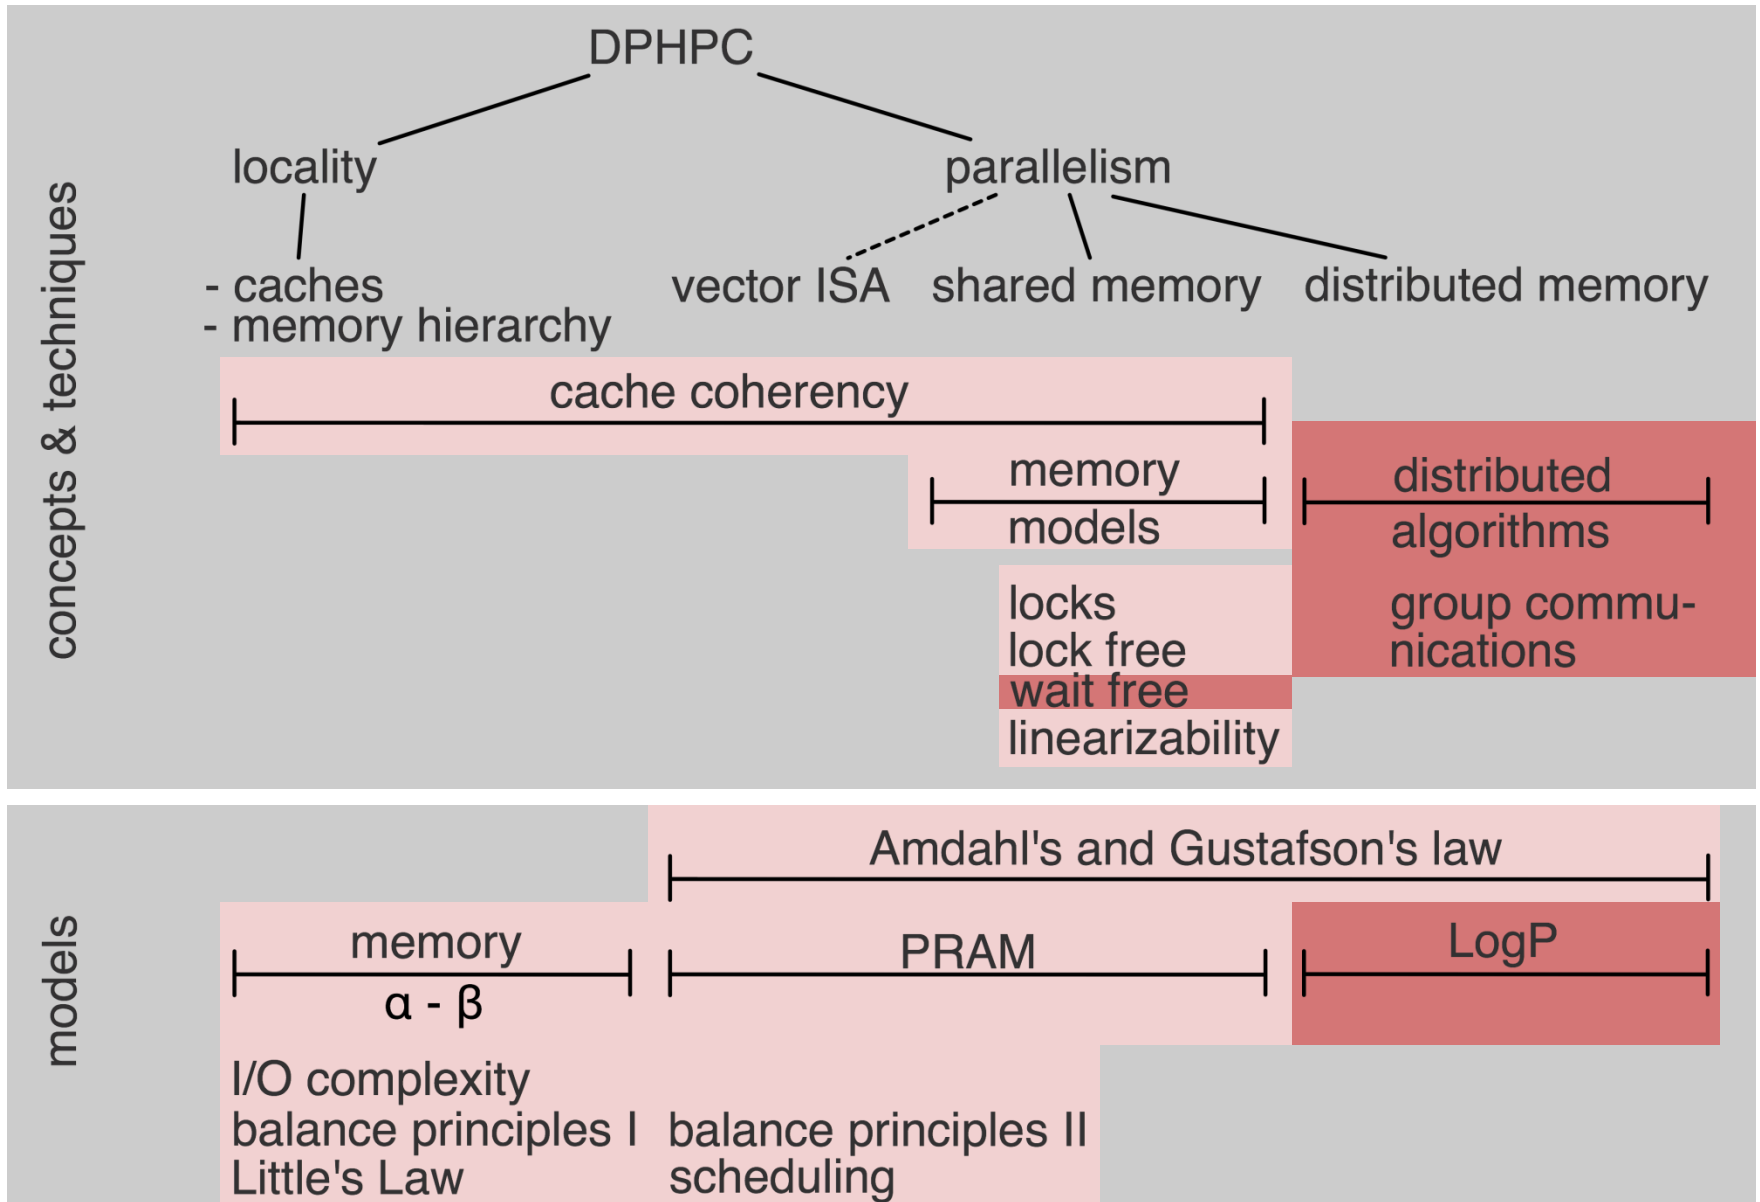 DPHPC
locality
parallelism
- caches
- memory hierarchy
vector ISA
shared memory
distributed memory
concepts & techniques
cache coherency
memory
models
distributed
algorithms
locks
lock free
wait free
linearizability
group commu-
nications
models
Amdahl's and Gustafson's law
memory
α - β
PRAM
LogP
I/O complexity
balance principles I
Little's Law
balance principles II
scheduling